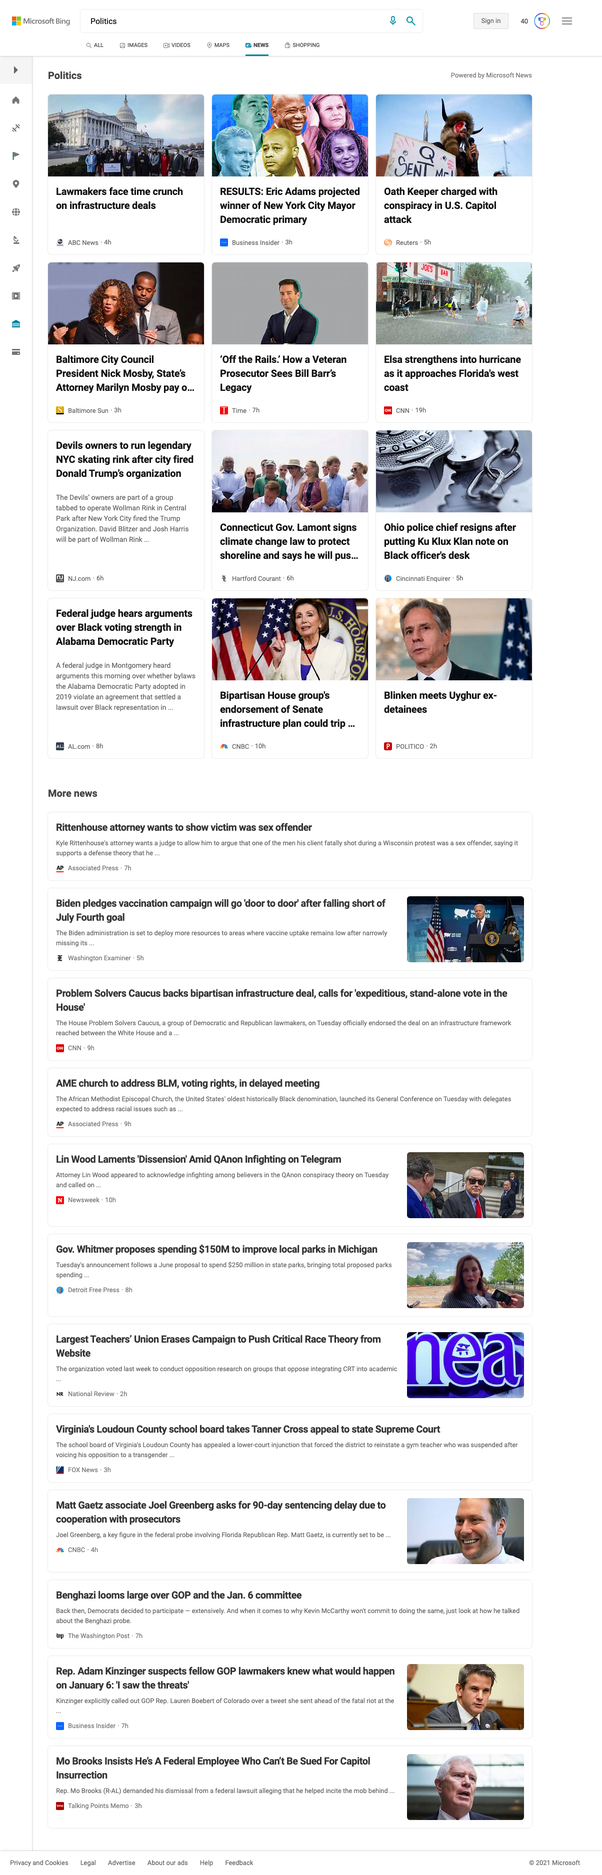 Microsoft Bing
Politics
Sign in
40
ALL
IMAGES
VIDEOS
MAPS
NEWS
SHOPPING
Politics
Powered by Microsoft News
Lawmakers face time crunch
on infrastructure deals
ABC News · 4h
RESULTS: Eric Adams projected
winner of New York City Mayor
Democratic primary
Business Insider · 3h
Q
SENT ME!
Oath Keeper charged with
conspiracy in U.S. Capitol
attack
Reuters · 5h
Baltimore City Council
President Nick Mosby, State's
Attorney Marilyn Mosby pay o...
Baltimore Sun · 3h
'Off the Rails.' How a Veteran
Prosecutor Sees Bill Barr's
Legacy
Time · 7h
JOE'S
BAR
Elsa strengthens into hurricane
as it approaches Florida's west
coast
CNN · 19h
Devils owners to run legendary
NYC skating rink after city fired
Donald Trump's organization
The Devils' owners are part of a group
tabbed to operate Wollman Rink in Central
Park after New York City fired the Trump
Organization. David Blitzer and Josh Harris
will be part of Wollman Rink ...
NJ.com · 6h
Connecticut Gov. Lamont signs
climate change law to protect
shoreline and says he will pus...
Hartford Courant · 6h
POLICE
Ohio police chief resigns after
putting Ku Klux Klan note on
Black officer's desk
Cincinnati Enquirer · 5h
Federal judge hears arguments
over Black voting strength in
Alabama Democratic Party
A federal judge in Montgomery heard
arguments this morning over whether bylaws
the Alabama Democratic Party adopted in
2019 violate an agreement that settled a
lawsuit over Black representation in ...
AL.com · 8h
Bipartisan House group's
endorsement of Senate
infrastructure plan could trip ...
CNBC · 10h
Blinken meets Uyghur ex-
detainees
POLITICO · 2h
More news
Rittenhouse attorney wants to show victim was sex offender
Kyle Rittenhouse's attorney wants a judge to allow him to argue that one of the men his client fatally shot during a Wisconsin protest was a sex offender, saying it
supports a defense theory that he ...
AP Associated Press · 7h
Biden pledges vaccination campaign will go 'door to door' after falling short of
July Fourth goal
The Biden administration is set to deploy more resources to areas where vaccine uptake remains low after narrowly
missing its ...
Washington Examiner · 5h
Problem Solvers Caucus backs bipartisan infrastructure deal, calls for 'expeditious, stand-alone vote in the
House'
The House Problem Solvers Caucus, a group of Democratic and Republican lawmakers, on Tuesday officially endorsed the deal on an infrastructure framework
reached between the White House and a ...
CNN · 9h
AME church to address BLM, voting rights, in delayed meeting
The African Methodist Episcopal Church, the United States' oldest historically Black denomination, launched its General Conference on Tuesday with delegates
expected to address racial issues such as ...
AP Associated Press · 9h
Lin Wood Laments 'Dissension' Amid QAnon Infighting on Telegram
Attorney Lin Wood appeared to acknowledge infighting among believers in the QAnon conspiracy theory on Tuesday
and called on ...
N Newsweek · 10h
Gov. Whitmer proposes spending $150M to improve local parks in Michigan
Tuesday's announcement follows a June proposal to spend $250 million in state parks, bringing total proposed parks
spending ...
Detroit Free Press · 8h
Largest Teachers' Union Erases Campaign to Push Critical Race Theory from
Website
The organization voted last week to conduct opposition research on groups that oppose integrating CRT into academic
...
NR National Review · 2h
nea
Virginia's Loudoun County school board takes Tanner Cross appeal to state Supreme Court
The school board of Virginia's Loudoun County has appealed a lower-court injunction that forced the district to reinstate a gym teacher who was suspended after
voicing his opposition to a transgender ...
FOX News · 3h
Matt Gaetz associate Joel Greenberg asks for 90-day sentencing delay due to
cooperation with prosecutors
Joel Greenberg, a key figure in the federal probe involving Florida Republican Rep. Matt Gaetz, is currently set to be ...
CNBC · 4h
Benghazi looms large over GOP and the Jan. 6 committee
Back then, Democrats decided to participate — extensively. And when it comes to why Kevin McCarthy won't commit to doing the same, just look at how he talked
about the Benghazi probe.
wp The Washington Post · 7h
Rep. Adam Kinzinger suspects fellow GOP lawmakers knew what would happen
on January 6: 'I saw the threats'
Kinzinger explicitly called out GOP Rep. Lauren Boebert of Colorado over a tweet she sent ahead of the fatal riot at the
...
Business Insider · 7h
Mo Brooks Insists He's A Federal Employee Who Can't Be Sued For Capitol
Insurrection
Rep. Mo Brooks (R-AL) demanded his dismissal from a federal lawsuit alleging that he helped incite the mob behind ...
Talking Points Memo · 3h
Privacy and Cookies
Legal
Advertise
About our ads
Help
Feedback
© 2021 Microsoft